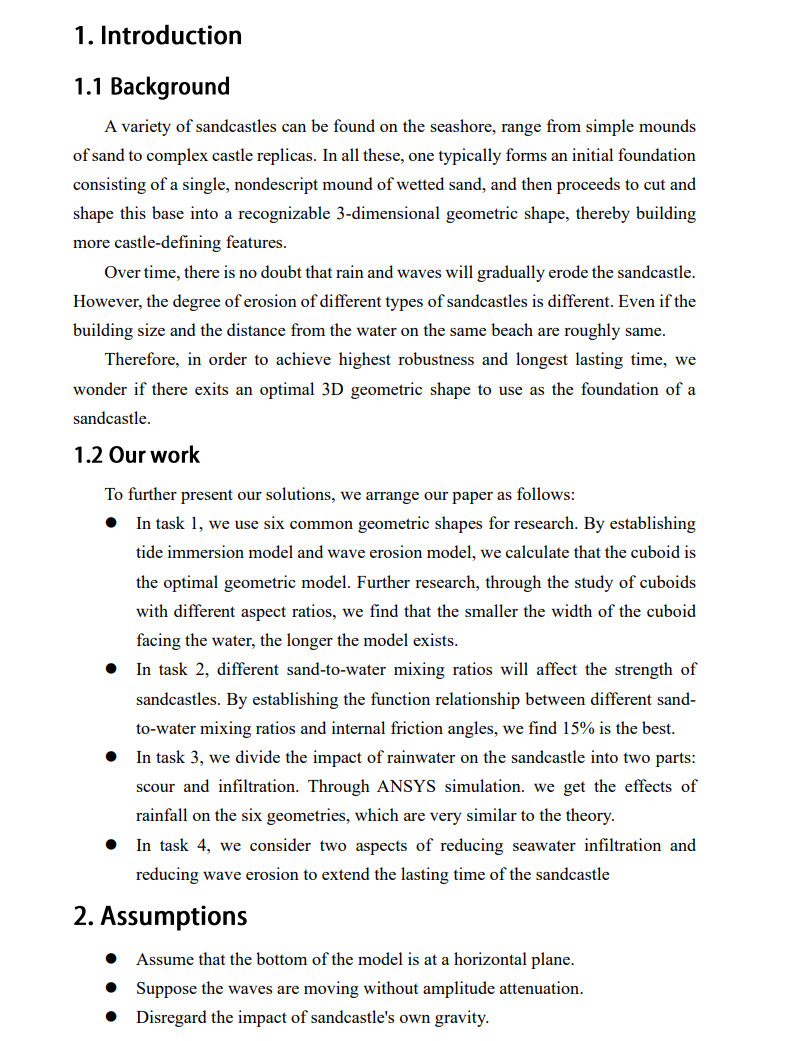 1. Introduction
1.1 Background
A variety of sandcastles can be found on the seashore, range from simple mounds
of sand to complex castle replicas. In all these, one typically forms an initial foundation
consisting of a single, nondescript mound of wetted sand, and then proceeds to cut and
shape this base into a recognizable 3-dimensional geometric shape, thereby building
more castle-defining features.
Over time, there is no doubt that rain and waves will gradually erode the sandcastle.
However, the degree of erosion of different types of sandcastles is different. Even if the
building size and the distance from the water on the same beach are roughly same.
Therefore, in order to achieve highest robustness and longest lasting time, we
wonder if there exits an optimal 3D geometric shape to use as the foundation of a
sandcastle.
1.2 Our work
To further present our solutions, we arrange our paper as follows:
● In task 1, we use six common geometric shapes for research. By establishing
tide immersion model and wave erosion model, we calculate that the cuboid is
the optimal geometric model. Further research, through the study of cuboids
with different aspect ratios, we find that the smaller the width of the cuboid
facing the water, the longer the model exists.
● In task 2, different sand-to-water mixing ratios will affect the strength of
sandcastles. By establishing the function relationship between different sand-
to-water mixing ratios and internal friction angles, we find 15% is the best.
● In task 3, we divide the impact of rainwater on the sandcastle into two parts:
scour and infiltration. Through ANSYS simulation. we get the effects of
rainfall on the six geometries, which are very similar to the theory.
● In task 4, we consider two aspects of reducing seawater infiltration and
reducing wave erosion to extend the lasting time of the sandcastle
2. Assumptions
● Assume that the bottom of the model is at a horizontal plane.
● Suppose the waves are moving without amplitude attenuation.
● Disregard the impact of sandcastle's own gravity.